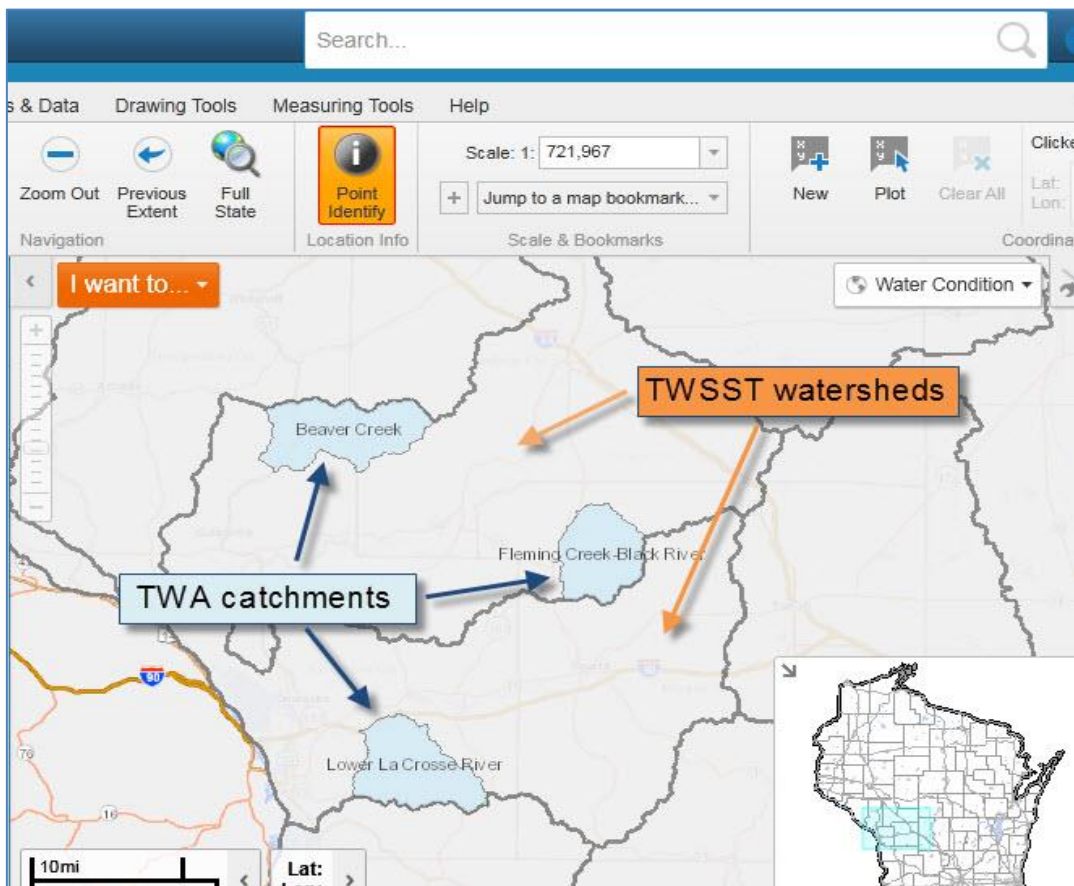 Search...
s & Data Drawing Tools Measuring Tools Help
Scale: 1: 721,967
Zoom Out Previous Extent Full State Point Identify Jump to a map bookmark... New Plot Clear All
Clicke
Lat:
Lon:
Navigation Location Info Scale & Bookmarks Coordina
I want to... Water Condition
TWSST watersheds
Beaver Creek
Fleming Creek-Black River
TWA catchments
90
Lower La Crosse River
76
16
10mi Lat: